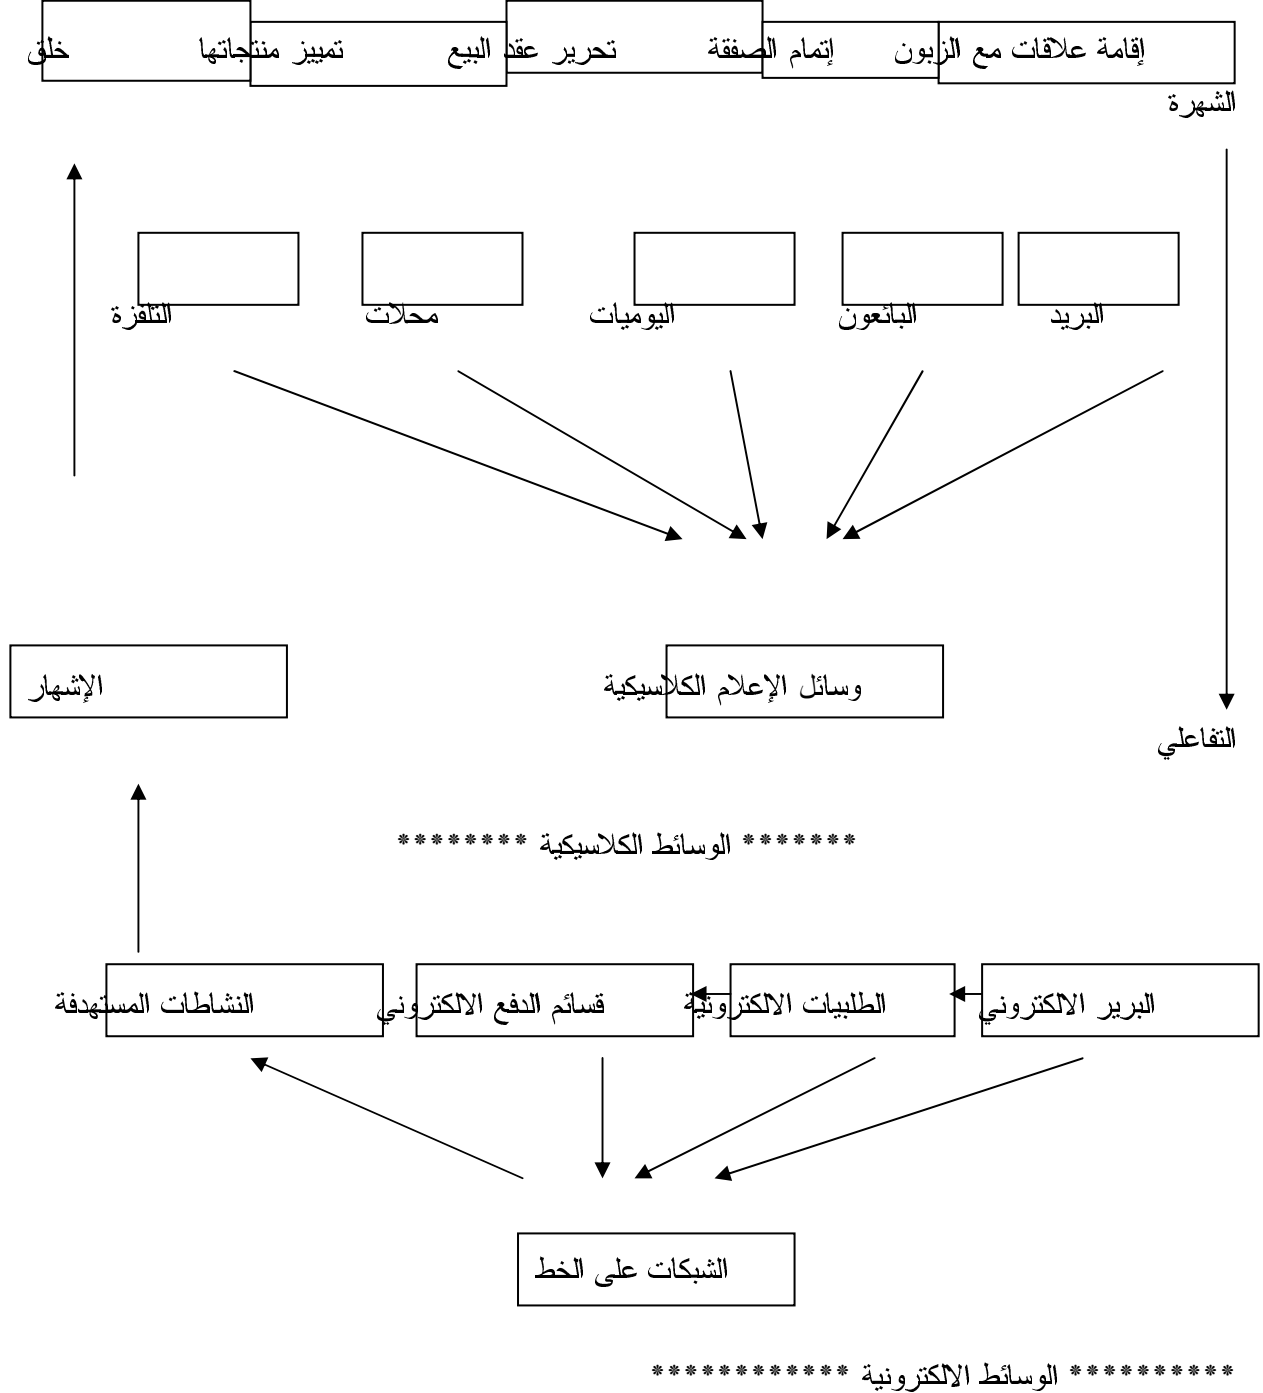 إقامة علاقات مع الزبون إتمام الصفقة تحرير عقد البيع تمييز منتجاتها خلق
الشهرة
البريد البائعون اليوميات محلات التلفزة
وسائل الإعلام الكلاسيكية الإشهار
التفاعلي
******* الوسائط الكلاسيكية ********
البرير الالكتروني الطلبيات الالكترونية قسائم الدفع الالكتروني النشاطات المستهدفة
الشبكات على الخط
********** الوسائط الالكترونية ************